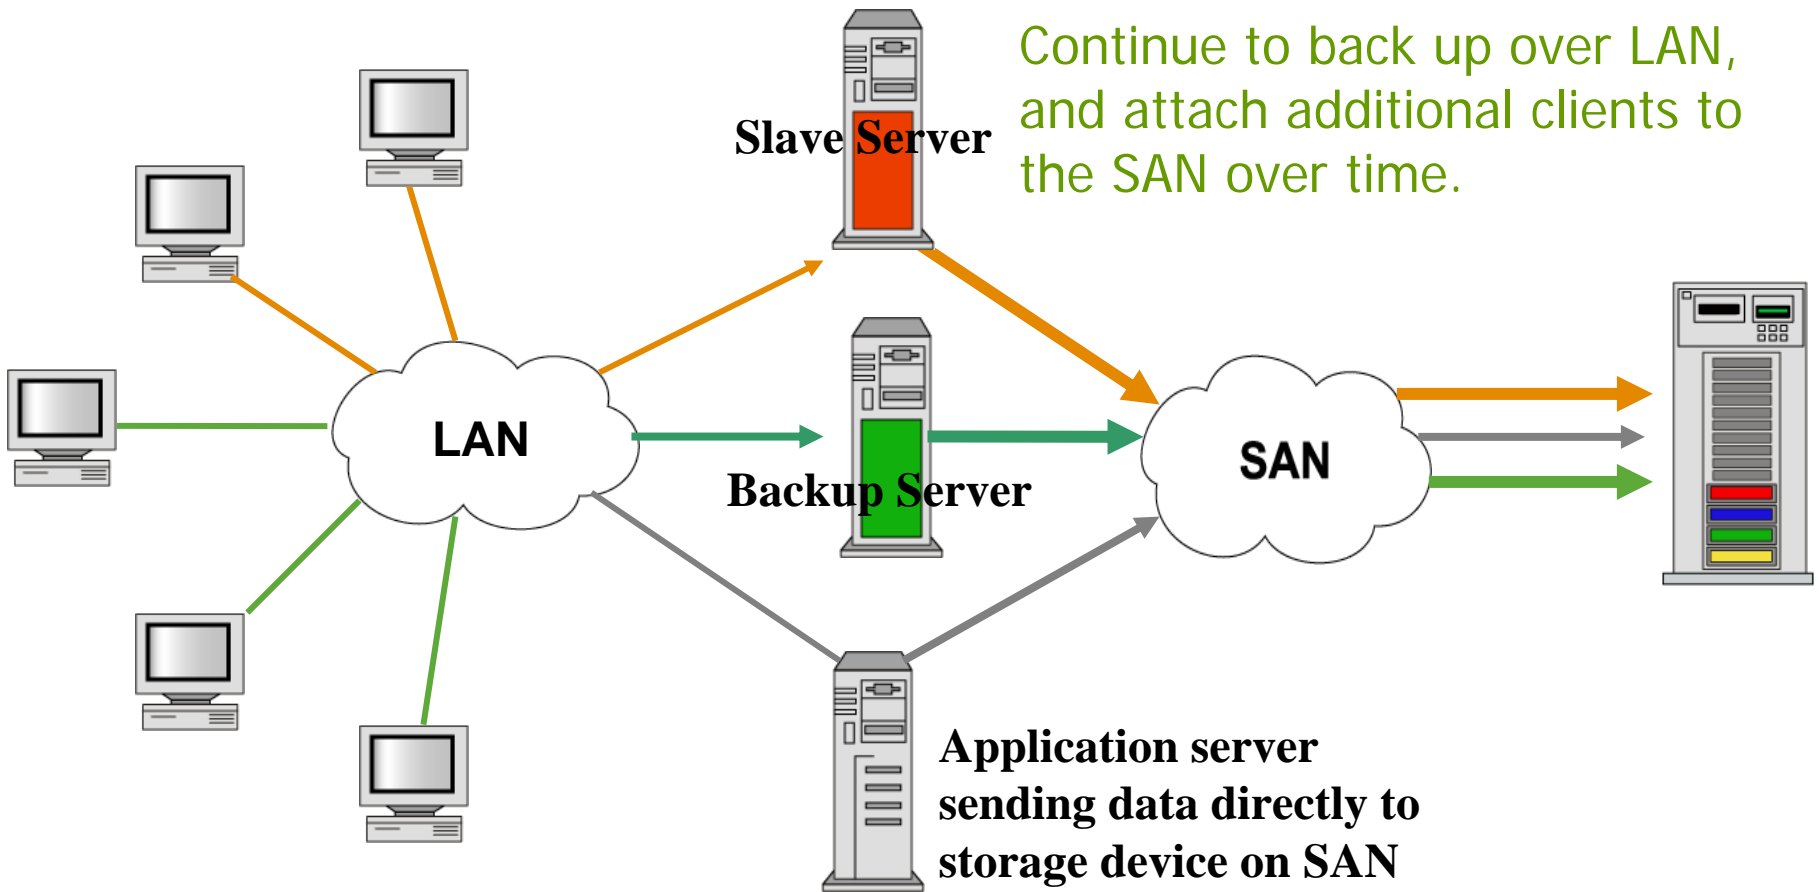 Continue to back up over LAN,
and attach additional clients to
the SAN over time.
Slave Server
LAN
Backup Server
SAN
Application server
sending data directly to
storage device on SAN